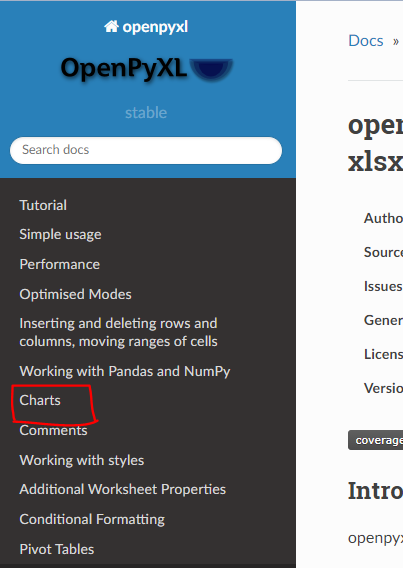 openpyxl
OpenPyXL
stable
Search docs
Tutorial
Simple usage
Performance
Optimised Modes
Inserting and deleting rows and
columns, moving ranges of cells
Working with Pandas and NumPy
Charts
Comments
Working with styles
Additional Worksheet Properties
Conditional Formatting
Pivot Tables
Docs »
open
xlsx
Autho
Source
Issues
Gener
Licens
Versio
coverage
Intro
openpyx